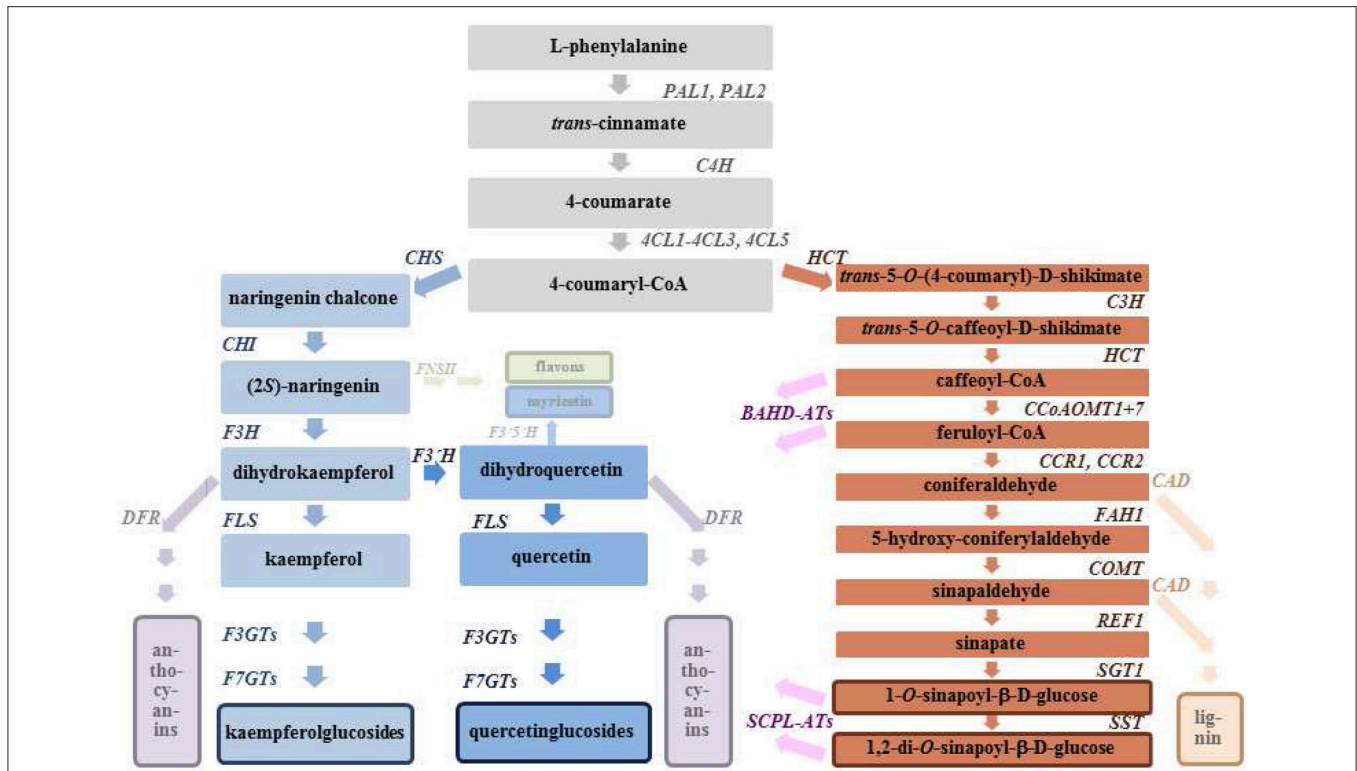 L-phenylalanine
PAL1, PAL2
trans-cinnamate
C4H
4-coumarate
4CL1-4CL3, 4CL5
CHS
HCT
4-coumaryl-CoA
trans-5-O-(4-coumaryl)-D-shikimate
naringenin chalcone
C3H
trans-5-O-caffeoyl-D-shikimate
CHI
HCT
FNSII
flavons
(2S)-naringenin
caffeoyl-CoA
myricetin
BAHD-ATs
CCoAOMT1+7
F3H
F3´5´H
feruloyl-CoA
F3´H
CCR1, CCR2
dihydrokaempferol
dihydroquercetin
coniferaldehyde
CAD
DFR
FLS
FLS
DFR
FAH1
5-hydroxy-coniferylaldehyde
kaempferol
quercetin
COMT
sinapaldehyde
CAD
REF1
F3GTs
F3GTs
sinapate
an-
tho-
cy-
an-
ins
an-
tho-
cy-
an-
ins
SGT1
F7GTs
F7GTs
1-O-sinapoyl-β-D-glucose
SCPL-ATs
SST
lig-
nin
kaempferolglucosides
quercetinglucosides
1,2-di-O-sinapoyl-β-D-glucose